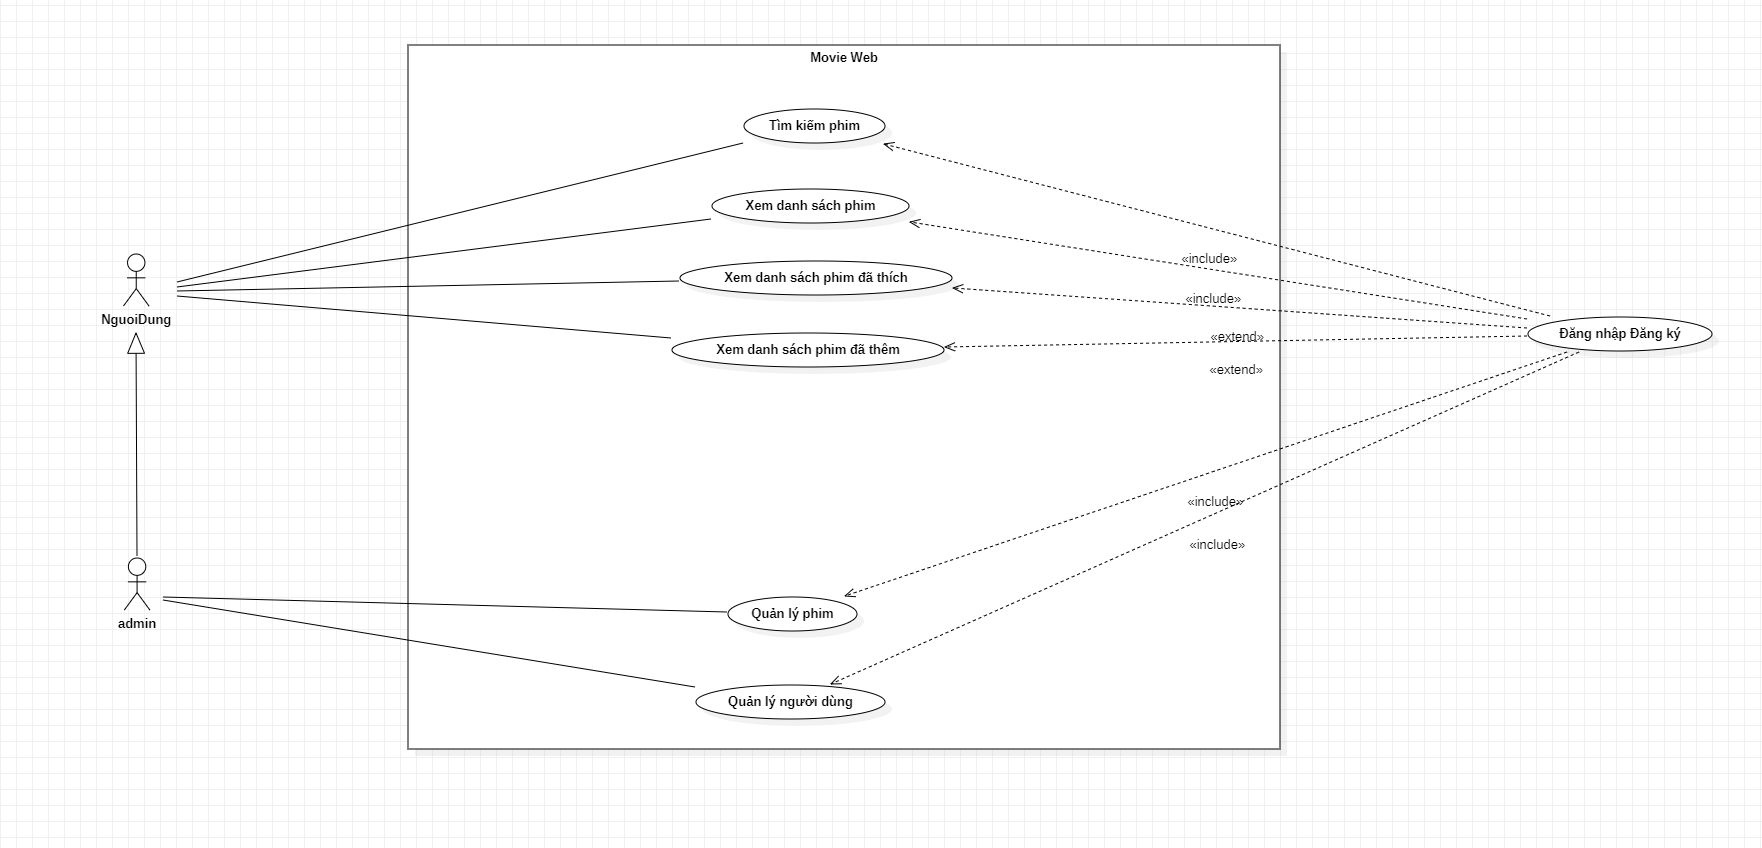 Movie Web
Tìm kiếm phim
Xem danh sách phim
«include»
Xem danh sách phim đã thích
«include»
NguoiDung
Đăng nhập Đăng ký
«extend»
Xem danh sách phim đã thêm
«extend»
«include»
«include»
Quản lý phim
admin
Quản lý người dùng